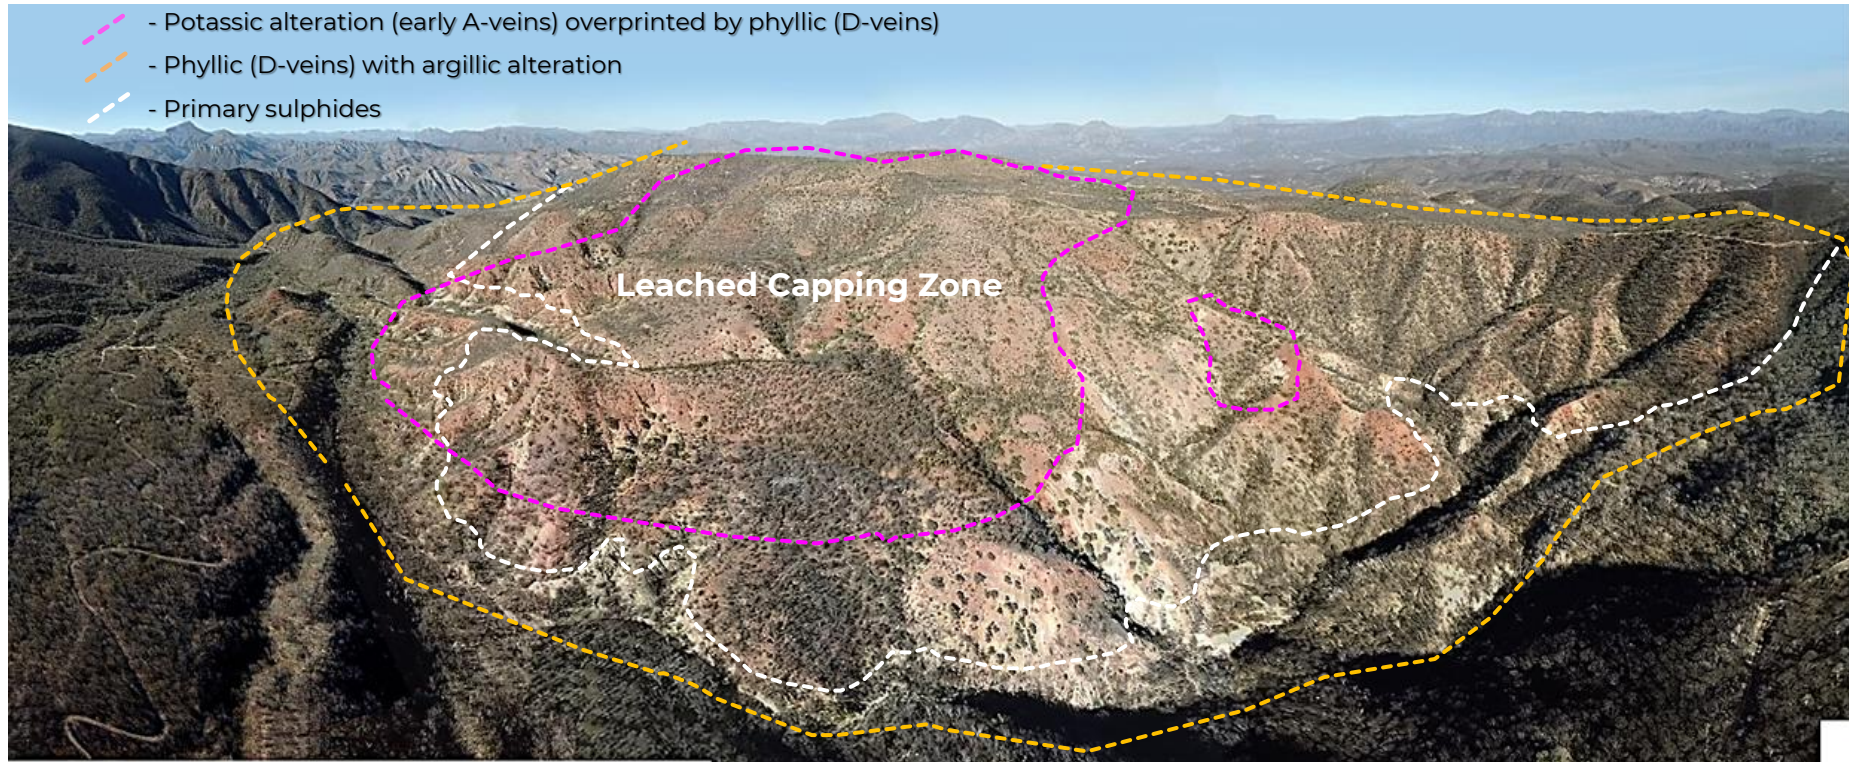 - Potassic alteration (early A-veins) overprinted by phyllic (D-veins)
- Phyllic (D-veins) with argillic alteration
- Primary sulphides
Leached Capping Zone